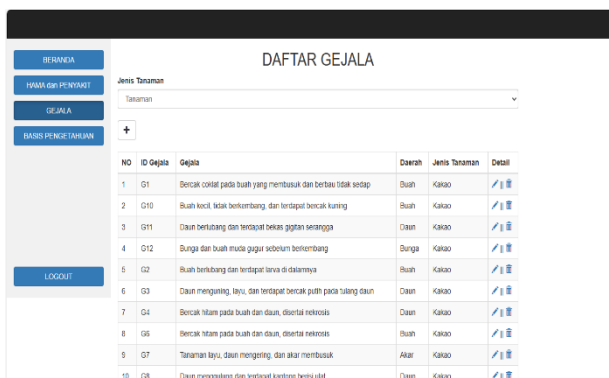 DAFTAR GEJALA
BERANDA
HAMA dan PENYAKIT
GEJALA
BASIS PENGETAHUAN
LOGOUT
Jenis Tanaman
Tanaman
+
NO ID Gejala Gejala Daerah Jenis Tanaman Detail
1 G1 Bercak coklat pada buah yang membusuk dan berbau tidak sedap Buah Kakao
2 G10 Buah kecil, tidak berkembang, dan terdapat bercak kuning Buah Kakao
3 G11 Daun berlubang dan terdapat bekas gigitan serangga Daun Kakao
4 G12 Bunga dan buah muda gugur sebelum berkembang Bunga Kakao
5 G2 Buah berlubang dan terdapat larva di dalamnya Buah Kakao
6 G3 Daun menguning, layu, dan terdapat bercak putih pada tulang daun Daun Kakao
7 G4 Bercak hitam pada buah dan daun, disertai nekrosis Daun Kakao
8 G6 Bercak hitam pada buah dan daun, disertai nekrosis Buah Kakao
9 G7 Tanaman layu, daun mengering, dan akar membusuk Akar Kakao
10 G8 Daun menggulung dan terdapat kantong berisi ulat Daun Kakao